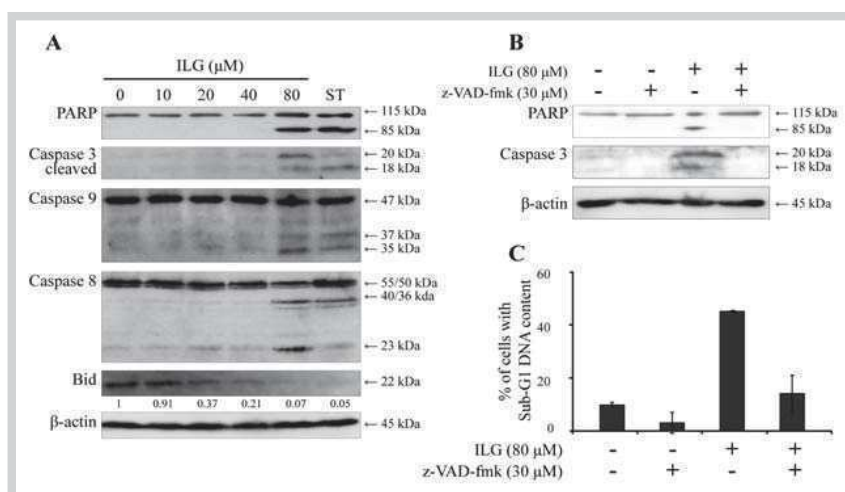 A
ILG (μM)
0 10 20 40 80 ST
PARP
← 115 kDa
← 85 kDa
Caspase 3
cleaved
← 20 kDa
← 18 kDa
Caspase 9
← 47 kDa
← 37 kDa
← 35 kDa
Caspase 8
← 55/50 kDa
← 40/36 kda
← 23 kDa
Bid
← 22 kDa
1 0.91 0.37 0.21 0.07 0.05
β-actin
← 45 kDa
B
ILG (80 μM) - - + +
z-VAD-fmk (30 μM) - + - +
PARP
← 115 kDa
← 85 kDa
Caspase 3
← 20 kDa
← 18 kDa
β-actin
← 45 kDa
C
% of cells with
Sub-G1 DNA content
60
40
20
0
ILG (80 μM) - - + +
z-VAD-fmk (30 μM) - + - +